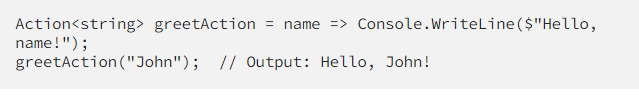 Action<string> greetAction = name => Console.WriteLine($"Hello,
name!");
greetAction("John");  // Output: Hello, John!